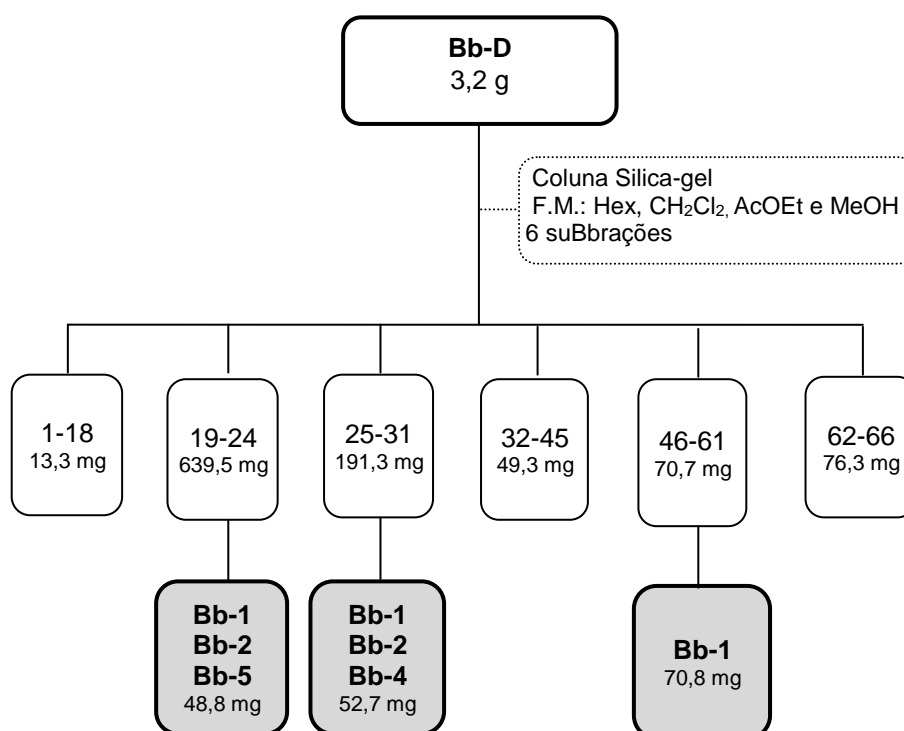 Bb-D
3,2 g
Coluna Silica-gel
F.M.: Hex, CH₂Cl₂, AcOEt e MeOH
6 suBbrações
1-18
13,3 mg
19-24
639,5 mg
25-31
191,3 mg
32-45
49,3 mg
46-61
70,7 mg
62-66
76,3 mg
Bb-1
Bb-2
Bb-5
48,8 mg
Bb-1
Bb-2
Bb-4
52,7 mg
Bb-1
70,8 mg